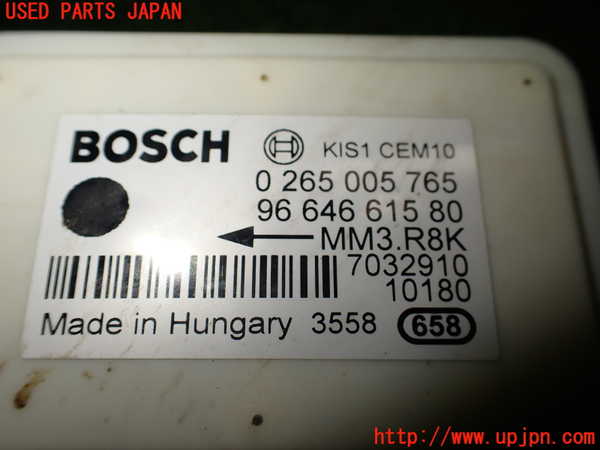 USED PARTS JAPAN
BOSCH KIS1 CEM10
0 265 005 765
96 646 615 80
MM3.R8K
7032910
10180
Made in Hungary 3558 658
http://www.upjpn.com/